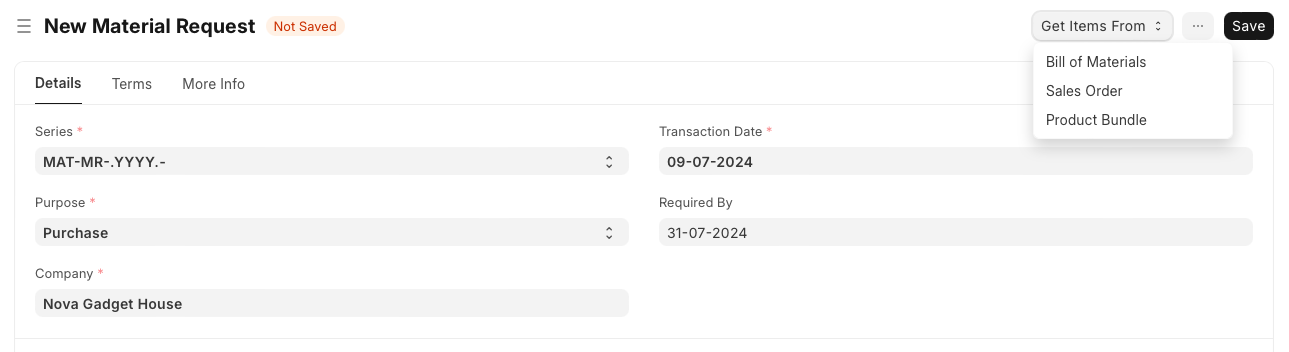 New Material Request Not Saved Get Items From ... Save
Bill of Materials
Sales Order
Product Bundle
Details Terms More Info
Series * Transaction Date *
MAT-MR-.YYYY.- 09-07-2024
Purpose * Required By
Purchase 31-07-2024
Company *
Nova Gadget House